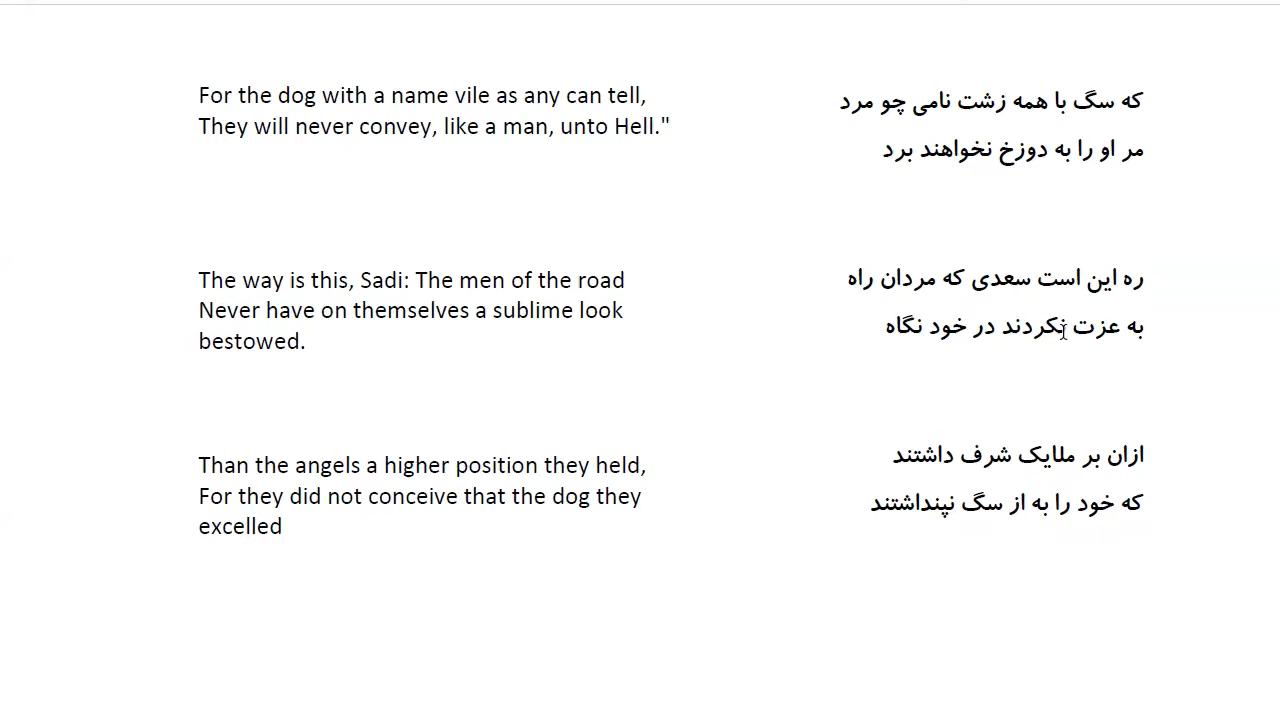 For the dog with a name vile as any can tell,
They will never convey, like a man, unto Hell."
که سگ با همه زشت نامی چو مرد
مر او را به دوزخ نخواهند برد
The way is this, Sadi: The men of the road
Never have on themselves a sublime look
bestowed.
ره این است سعدی که مردان راه
به عزت نکردند در خود نگاه
Than the angels a higher position they held,
For they did not conceive that the dog they
excelled
ازان بر ملایک شرف داشتند
که خود را به از سگ نپنداشتند